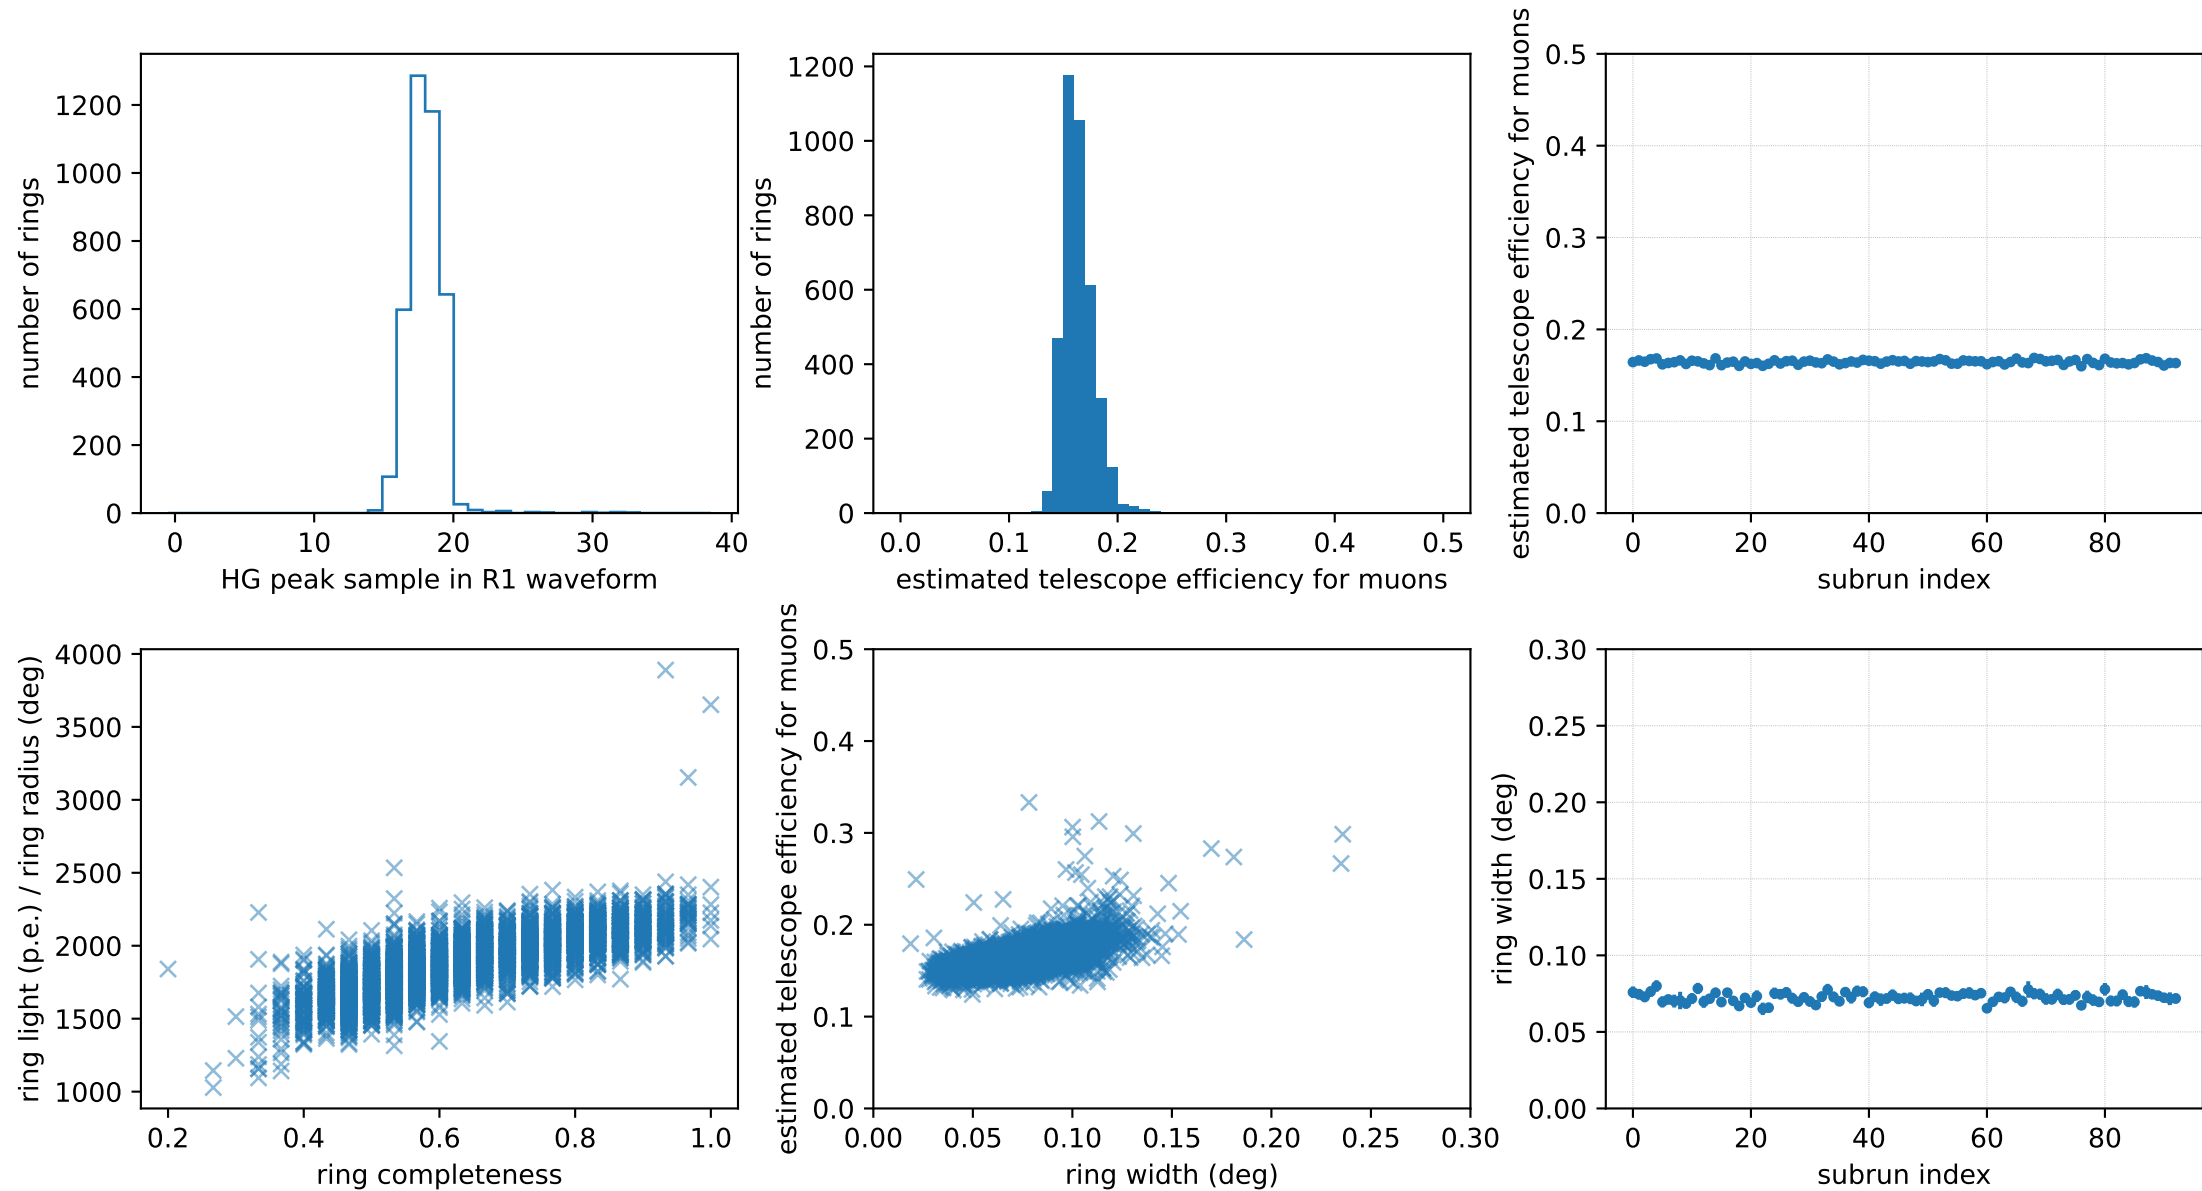 number of rings
1200
1000
800
600
400
200
0
0 10 20 30 40
HG peak sample in R1 waveform
number of rings
1200
1000
800
600
400
200
0
0.0 0.1 0.2 0.3 0.4 0.5
estimated telescope efficiency for muons
estimated telescope efficiency for muons
0.5
0.4
0.3
0.2
0.1
0.0
0 20 40 60 80
subrun index
ring light (p.e.) / ring radius (deg)
4000
3500
3000
2500
2000
1500
1000
0.2 0.4 0.6 0.8 1.0
ring completeness
estimated telescope efficiency for muons
0.5
0.4
0.3
0.2
0.1
0.0
0.00 0.05 0.10 0.15 0.20 0.25 0.30
ring width (deg)
ring width (deg)
0.30
0.25
0.20
0.15
0.10
0.05
0.00
0 20 40 60 80
subrun index